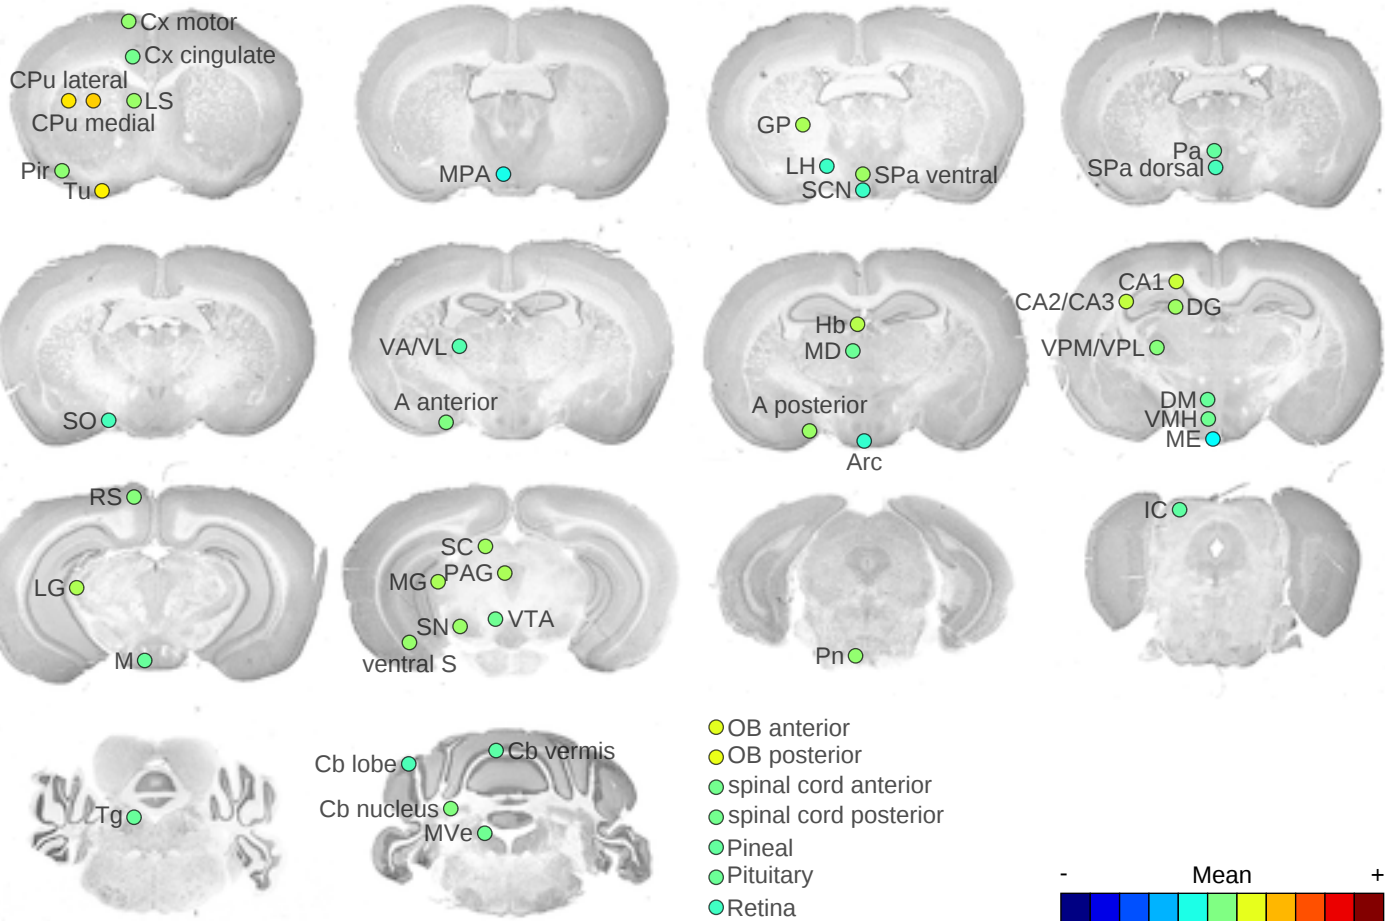 Cx motor
Cx cingulate
CPu lateral
LS
CPu medial
Pir
Tu
MPA
GP
LH
SPa ventral
SCN
Pa
SPa dorsal
SO
VA/VL
A anterior
Hb
MD
A posterior
Arc
CA1
CA2/CA3
DG
VPM/VPL
DM
VMH
ME
RS
LG
M
SC
MG
PAG
SN
VTA
ventral S
Pn
IC
Tg
Cb lobe
Cb vermis
Cb nucleus
MVe
OB anterior
OB posterior
spinal cord anterior
spinal cord posterior
Pineal
Pituitary
Retina
- Mean +